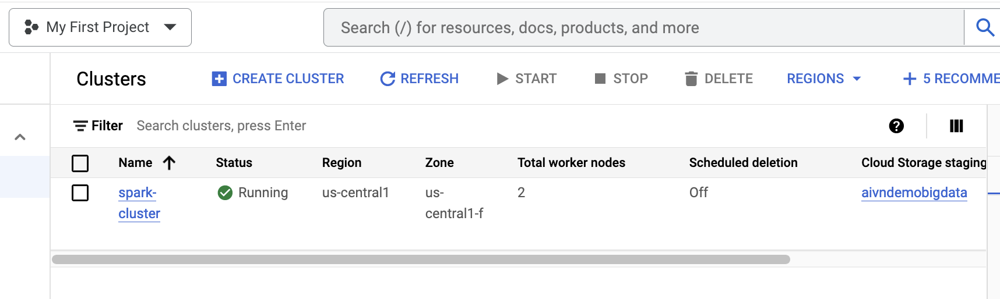 My First Project
Search (/) for resources, docs, products, and more
Clusters
CREATE CLUSTER
REFRESH
START
STOP
DELETE
REGIONS
5 RECOMME
Filter
Search clusters, press Enter
Name
Status
Region
Zone
Total worker nodes
Scheduled deletion
Cloud Storage staging
spark-
cluster
Running
us-central1
us-
central1-f
2
Off
aivndemobigdata